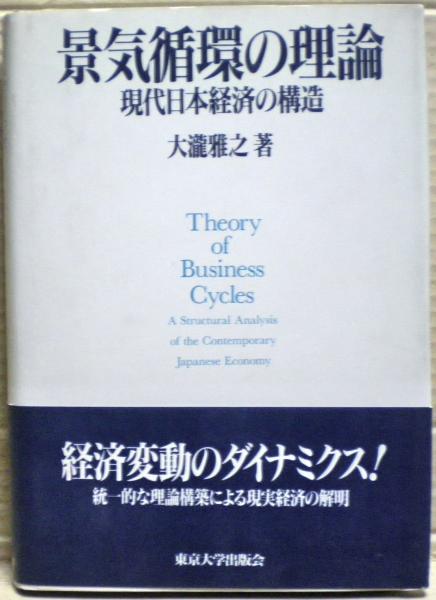 景気循環の理論
現代日本経済の構造
大瀧雅之 著
Theory
of
Business
Cycles
A Structural Analysis
of the Contemporary
Japanese Economy
経済変動のダイナミクス!
統一的な理論構築による現実経済の解明
東京大学出版会